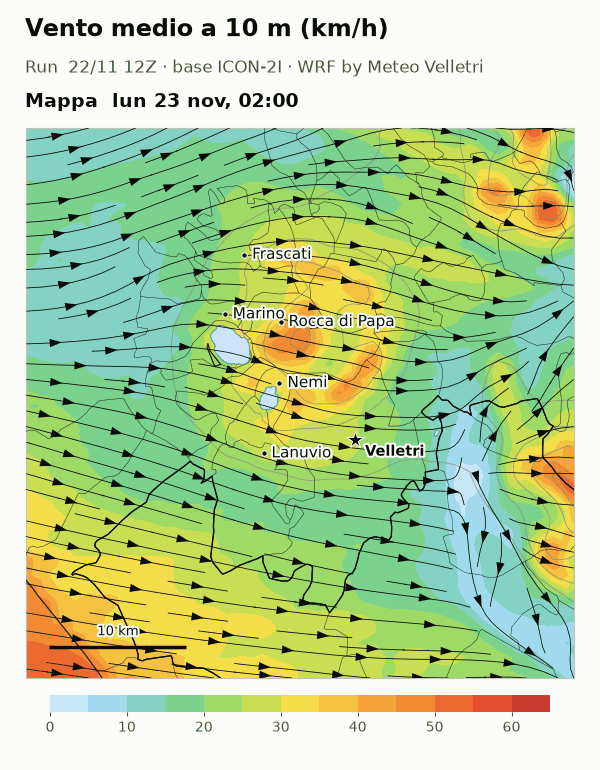 Vento medio a 10 m (km/h)
Run 22/11 12Z · base ICON-2I · WRF by Meteo Velletri
Mappa lun 23 nov, 02:00
Frascati
Marino
Rocca di Papa
Nemi
Velletri
Lanuvio
10 km
0 10 20 30 40 50 60